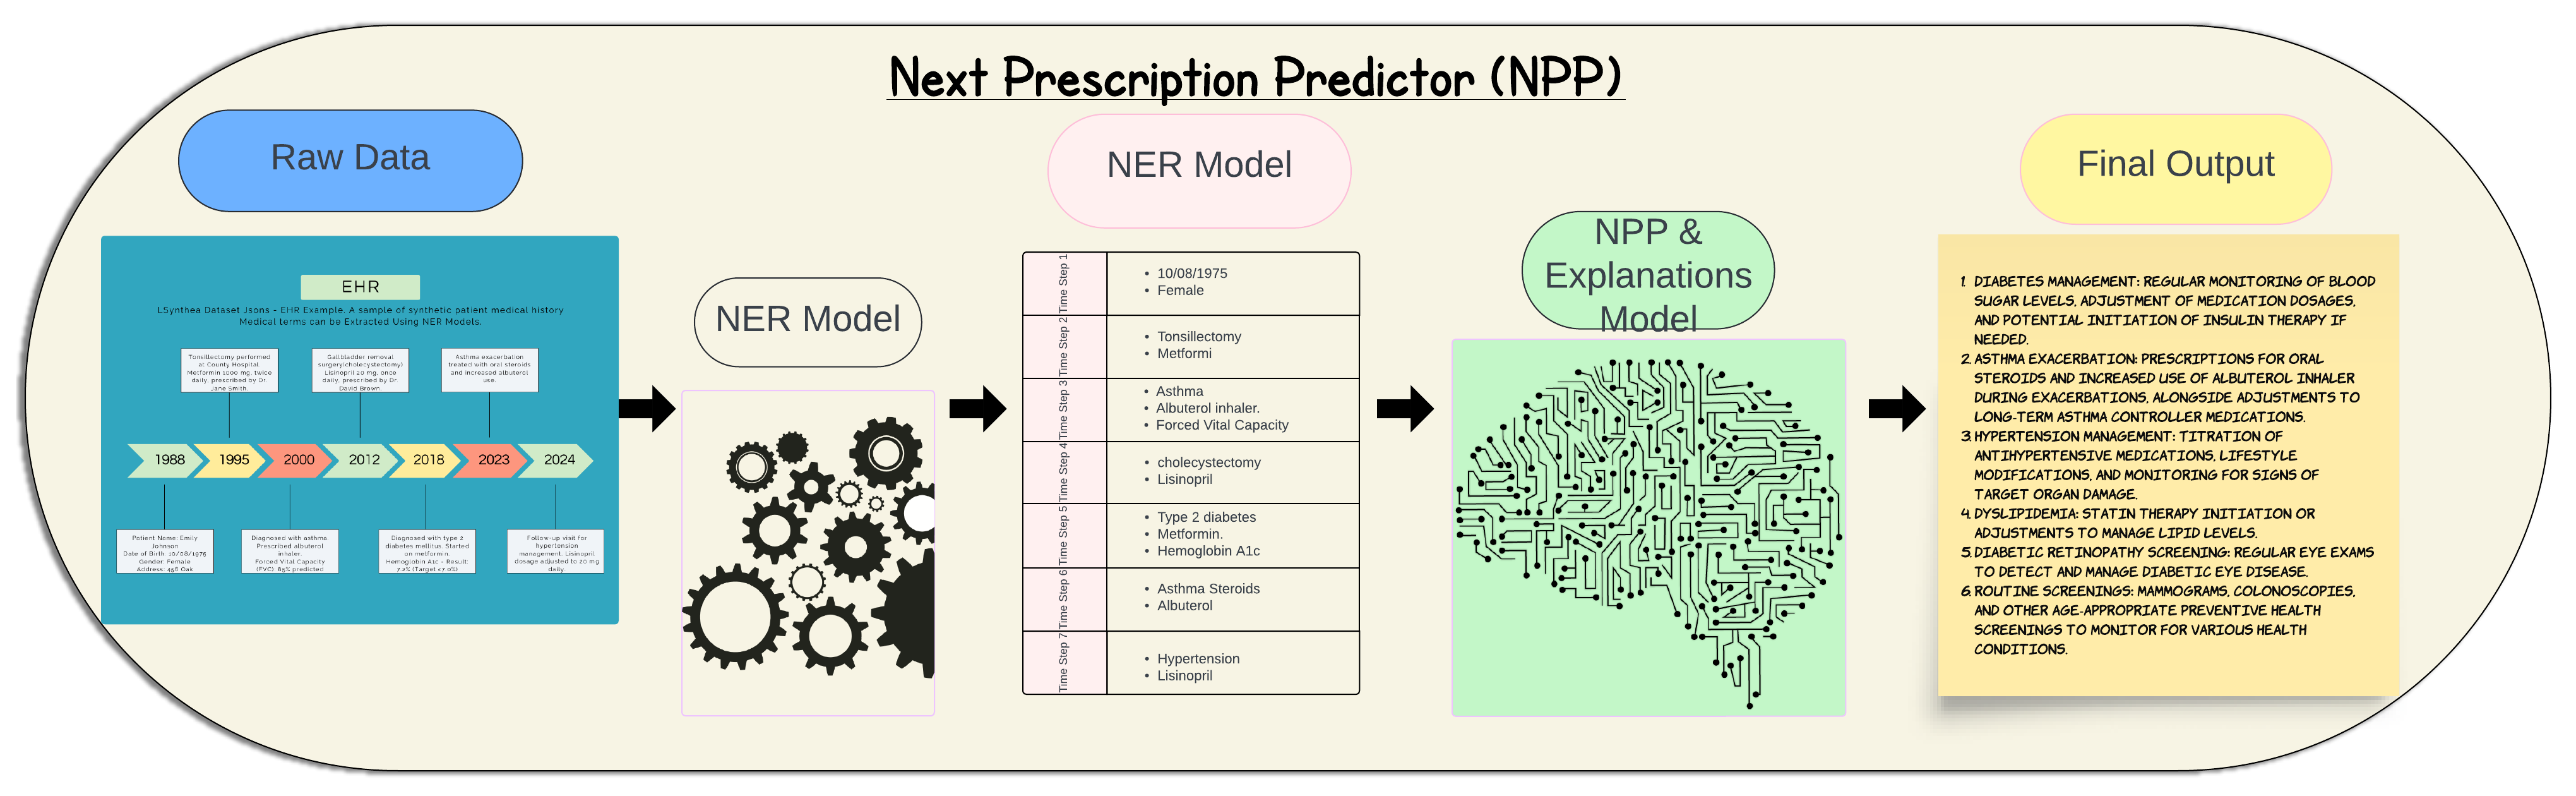 Next Prescription Predictor (NPP)
Raw Data
EHR
LSynthea Dataset Jsons - EHR Example. A sample of synthetic patient medical history
Medical terms can be Extracted Using NER Models.
Tonsillectomy performed
at County Hospital.
Metformin 1000 mg, twice
daily, prescribed by Dr.
Jane Smith.
Gallbladder removal
surgery(cholecystectomy)
Lisinopril 20 mg, once
daily, prescribed by Dr.
David Brown.
Asthma exacerbation
treated with oral steroids
and increased albuterol
use.
1988
1995
2000
2012
2018
2023
2024
Patient Name: Emily
Johnson
Date of Birth: 10/08/1975
Gender: Female
Address: 456 Oak
Diagnosed with asthma.
Prescribed albuterol
inhaler.
Forced Vital Capacity
(FVC): 85% predicted
Diagnosed with type 2
diabetes mellitus. Started
on metformin.
Hemoglobin A1c - Result:
7.2% (Target <7.0%)
Follow-up visit for
hypertension
management. Lisinopril
dosage adjusted to 20 mg
daily.
NER Model
NER Model
Time Step 1
• 10/08/1975
• Female
Time Step 2
• Tonsillectomy
• Metformi
Time Step 3
• Asthma
• Albuterol inhaler.
• Forced Vital Capacity
Time Step 4
• cholecystectomy
• Lisinopril
Time Step 5
• Type 2 diabetes
• Metformin.
• Hemoglobin A1c
Time Step 6
• Asthma Steroids
• Albuterol
Time Step 7
• Hypertension
• Lisinopril
NPP &
Explanations
Model
Final Output
1. DIABETES MANAGEMENT: REGULAR MONITORING OF BLOOD
SUGAR LEVELS, ADJUSTMENT OF MEDICATION DOSAGES,
AND POTENTIAL INITIATION OF INSULIN THERAPY IF
NEEDED.
2. ASTHMA EXACERBATION: PRESCRIPTIONS FOR ORAL
STEROIDS AND INCREASED USE OF ALBUTEROL INHALER
DURING EXACERBATIONS, ALONGSIDE ADJUSTMENTS TO
LONG-TERM ASTHMA CONTROLLER MEDICATIONS.
3. HYPERTENSION MANAGEMENT: TITRATION OF
ANTIHYPERTENSIVE MEDICATIONS, LIFESTYLE
MODIFICATIONS, AND MONITORING FOR SIGNS OF
TARGET ORGAN DAMAGE.
4. DYSLIPIDEMIA: STATIN THERAPY INITIATION OR
ADJUSTMENTS TO MANAGE LIPID LEVELS.
5. DIABETIC RETINOPATHY SCREENING: REGULAR EYE EXAMS
TO DETECT AND MANAGE DIABETIC EYE DISEASE.
6. ROUTINE SCREENINGS: MAMMOGRAMS, COLONOSCOPIES,
AND OTHER AGE-APPROPRIATE PREVENTIVE HEALTH
SCREENINGS TO MONITOR FOR VARIOUS HEALTH
CONDITIONS.